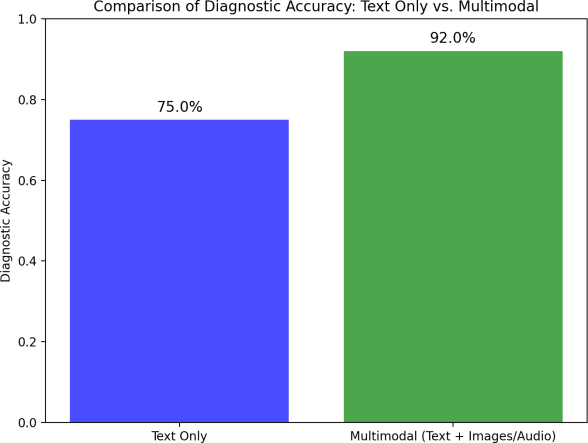 Comparison of Diagnostic Accuracy: Text Only vs. Multimodal
92.0%
75.0%
Diagnostic Accuracy
1.0
0.8
0.6
0.4
0.2
0.0
Text Only
Multimodal (Text + Images/Audio)